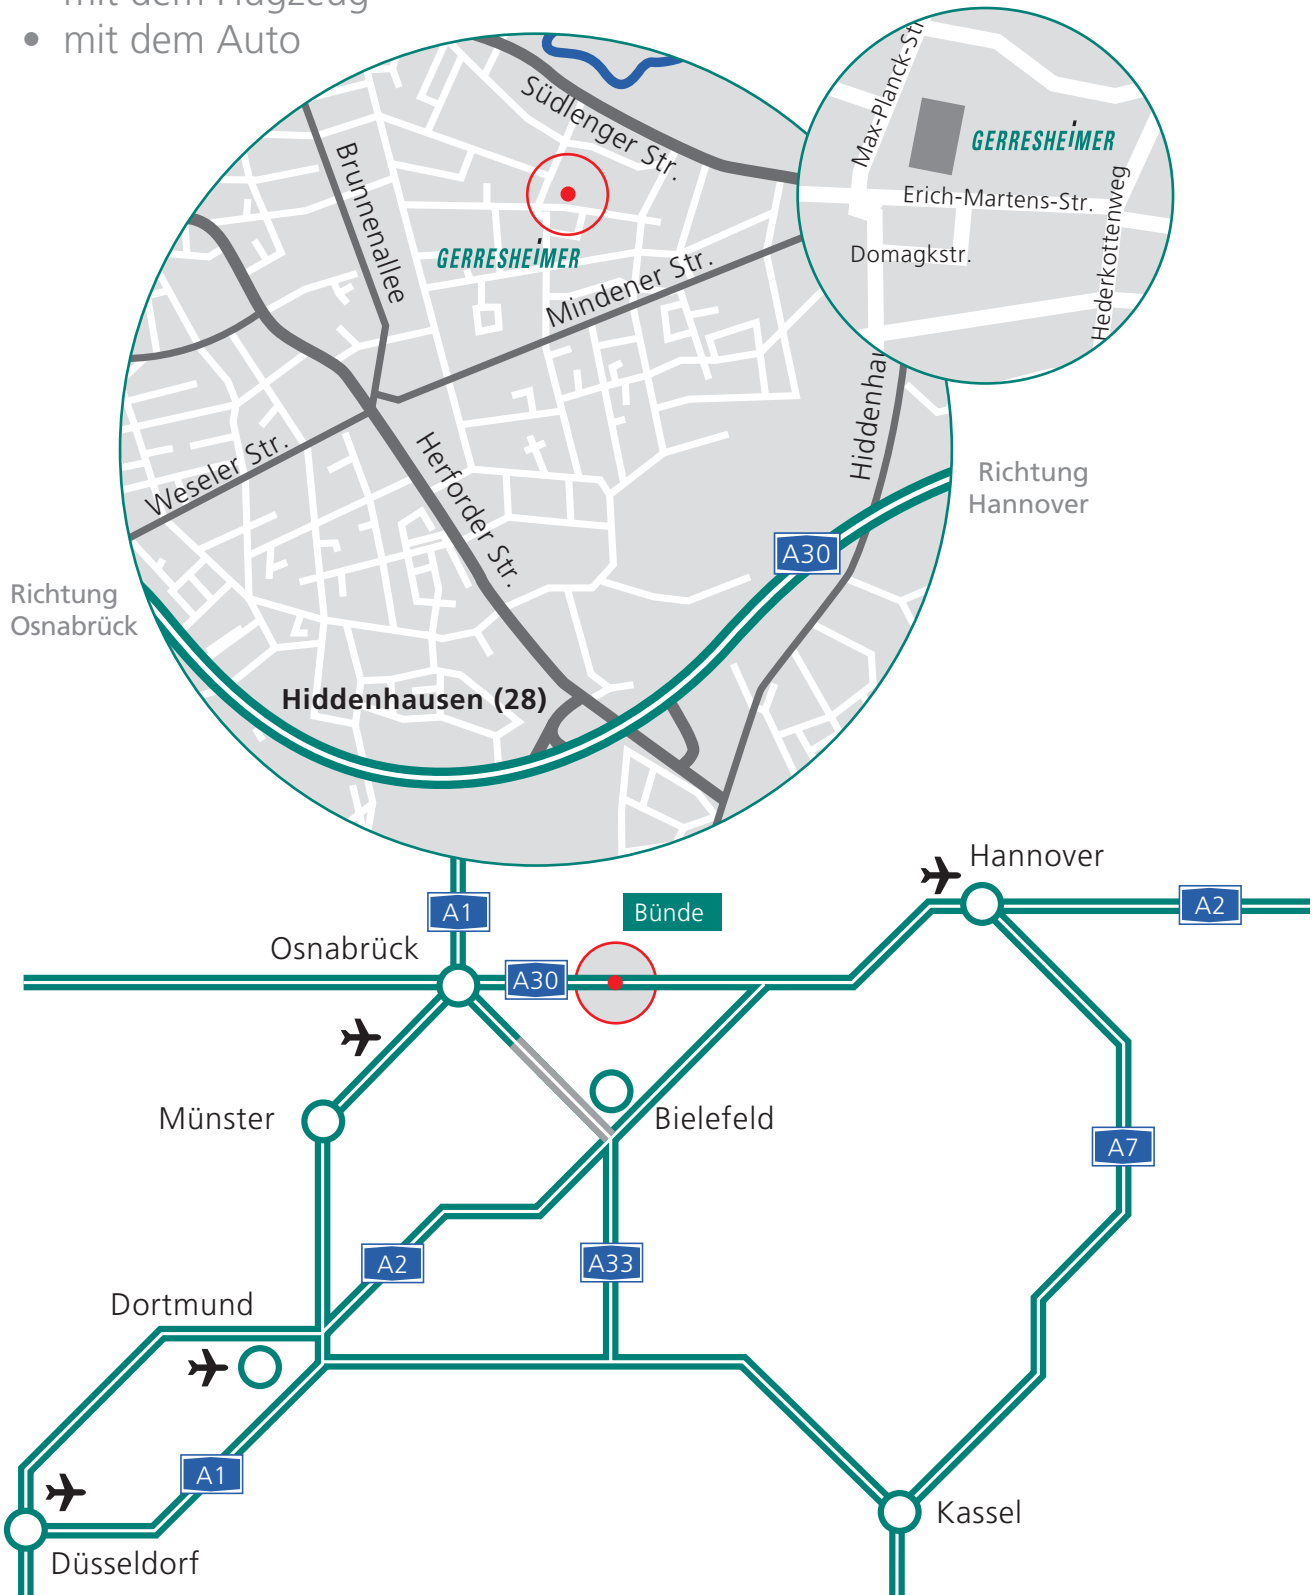 • mit dem Auto
Max-Planck-Str
GERRESHEIMER
Erich-Martens-Str.
Hederkottenweg
Domagkstr.
Südlenger Str.
Brunnenallee
GERRESHEIMER
Mindener Str.
Weseler Str.
Herforder Str.
Hiddenhau
Richtung
Hannover
A30
Richtung
Osnabrück
Hiddenhausen (28)
Hannover
A1
Bünde
A2
Osnabrück
A30
Münster
Bielefeld
A7
A2
A33
Dortmund
A1
Kassel
Düsseldorf